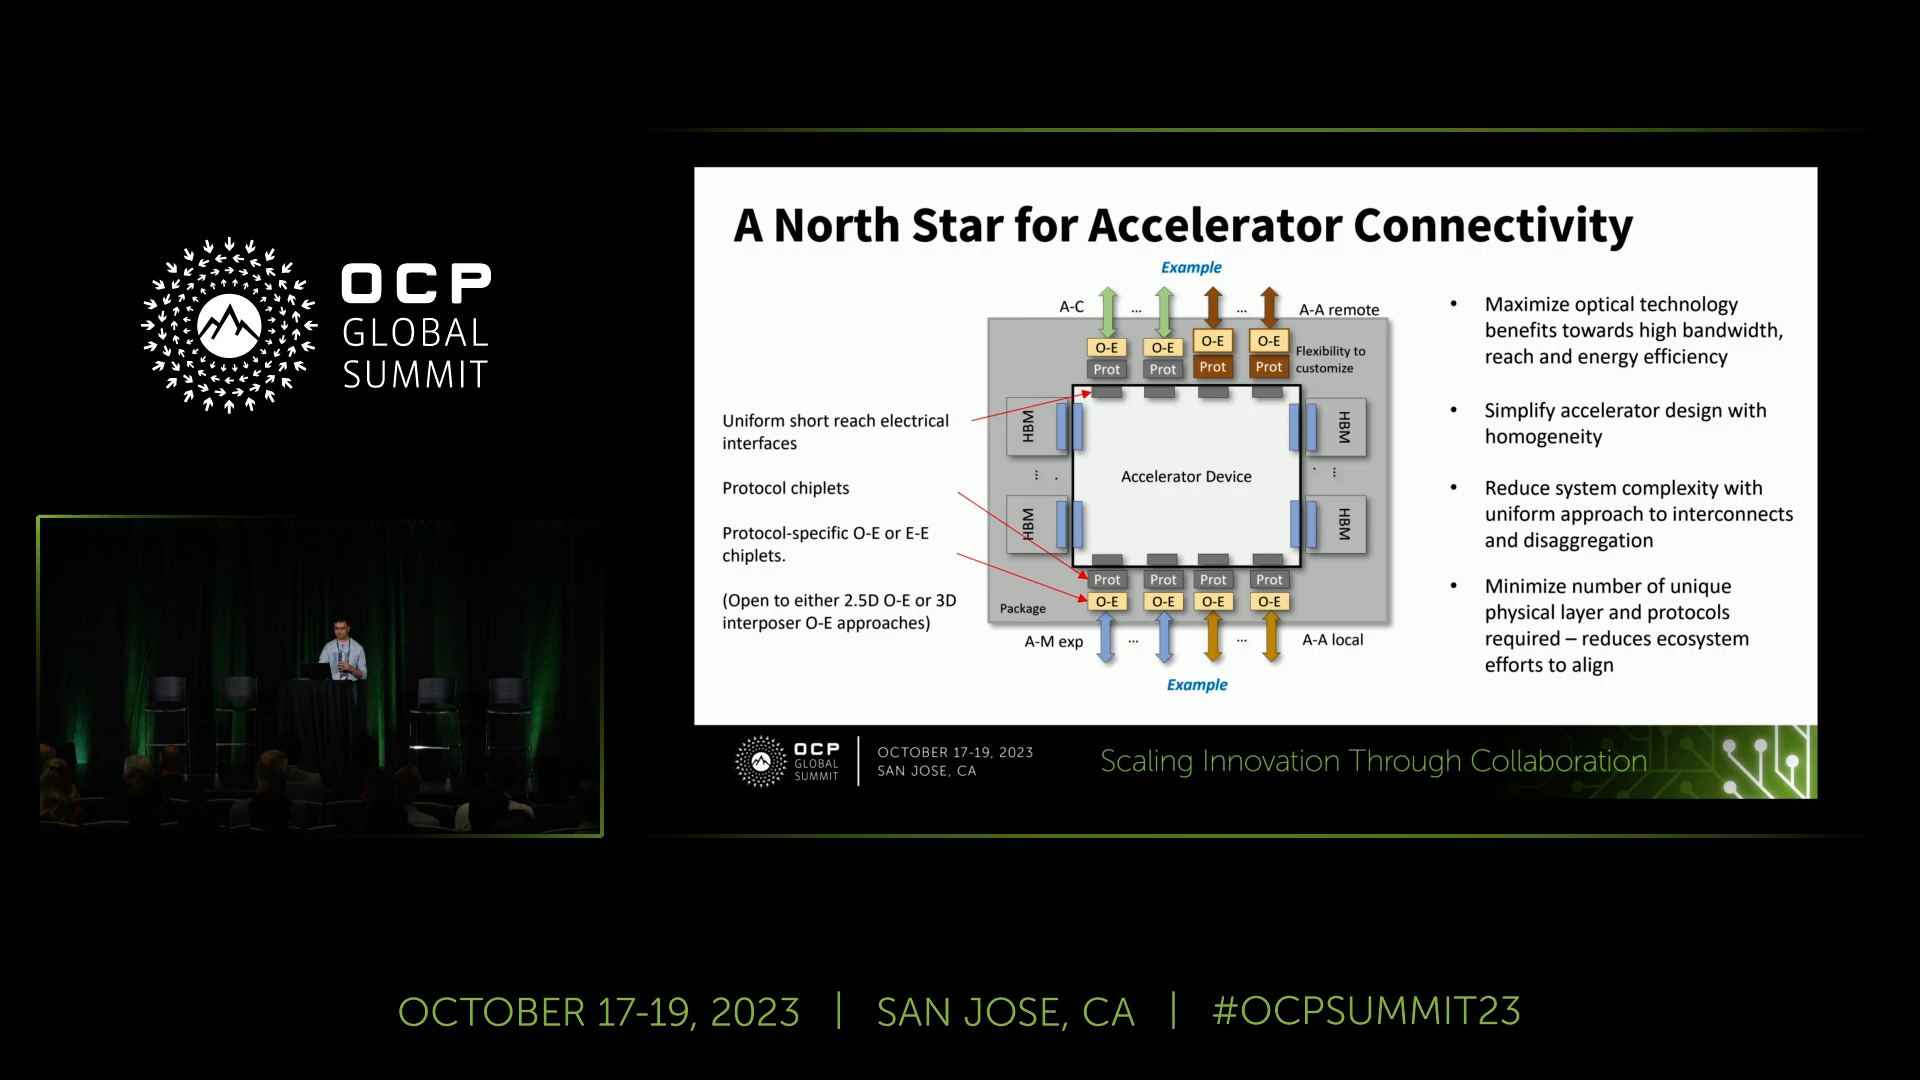 OCP
GLOBAL
SUMMIT
A North Star for Accelerator Connectivity
Example
A-C
...
...
A-A remote
O-E
O-E
O-E
O-E
Prot
Prot
Prot
Prot
Flexibility to
customize
HBM
HBM
HBM
HBM
Accelerator Device
Prot
Prot
Prot
Prot
O-E
O-E
O-E
O-E
Package
A-M exp
...
...
A-A local
Example
Uniform short reach electrical
interfaces
Protocol chiplets
Protocol-specific O-E or E-E
chiplets.
(Open to either 2.5D O-E or 3D
interposer O-E approaches)
• Maximize optical technology
benefits towards high bandwidth,
reach and energy efficiency
• Simplify accelerator design with
homogeneity
• Reduce system complexity with
uniform approach to interconnects
and disaggregation
• Minimize number of unique
physical layer and protocols
required – reduces ecosystem
efforts to align
OCP
GLOBAL
SUMMIT
OCTOBER 17-19, 2023
SAN JOSE, CA
Scaling Innovation Through Collaboration
OCTOBER 17-19, 2023 | SAN JOSE, CA | #OCPSUMMIT23